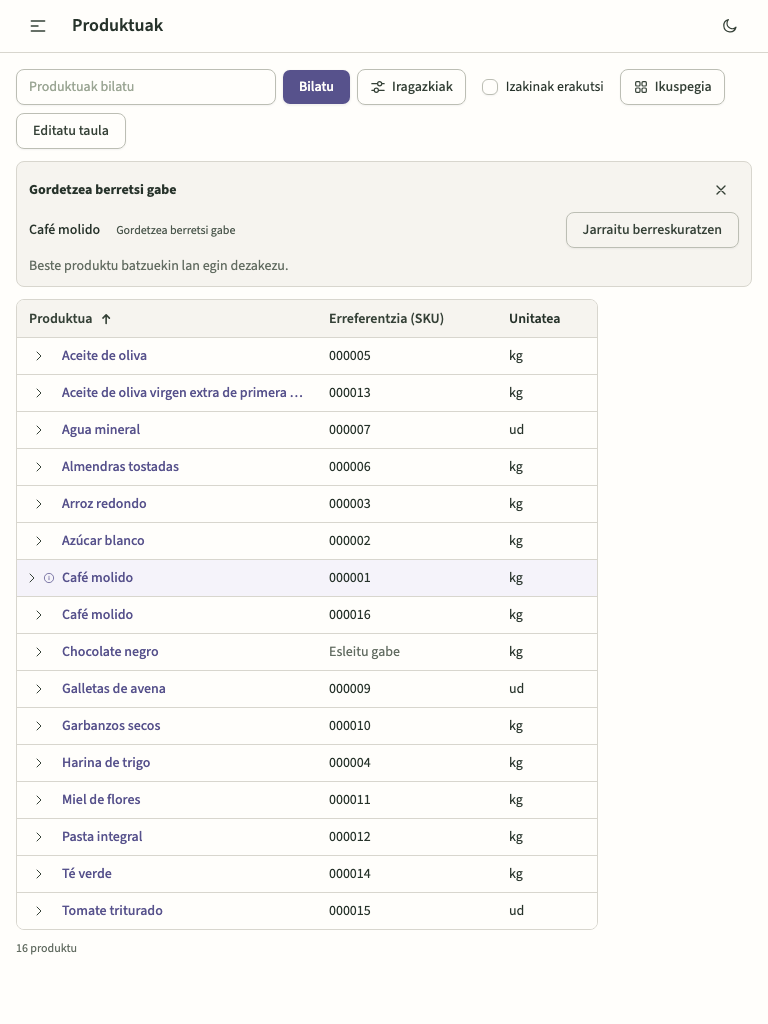 Produktuak
Produktuak bilatu
Bilatu
Iragazkiak
Izakinak erakutsi
Ikuspegia
Editatu taula
Gordetzea berretsi gabe
Café molido Gordetzea berretsi gabe
Jarraitu berreskuratzen
Beste produktu batzuekin lan egin dezakezu.
Produktua Erreferentzia (SKU) Unitatea
Aceite de oliva 000005 kg
Aceite de oliva virgen extra de primera … 000013 kg
Agua mineral 000007 ud
Almendras tostadas 000006 kg
Arroz redondo 000003 kg
Azúcar blanco 000002 kg
Café molido 000001 kg
Café molido 000016 kg
Chocolate negro Esleitu gabe kg
Galletas de avena 000009 ud
Garbanzos secos 000010 kg
Harina de trigo 000004 kg
Miel de flores 000011 kg
Pasta integral 000012 kg
Té verde 000014 kg
Tomate triturado 000015 ud
16 produktu